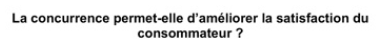 La concurrence permet-elle d'améliorer la satisfaction du
consommateur ?